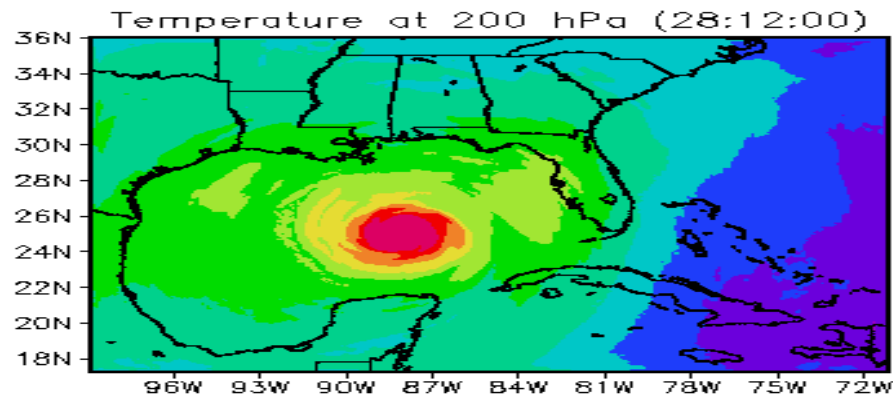 Temperature at 200 hPa (28:12:00)
36N
34N
32N
30N
28N
26N
24N
22N
20N
18N
96W 93W 90W 87W 84W 81W 78W 75W 72W